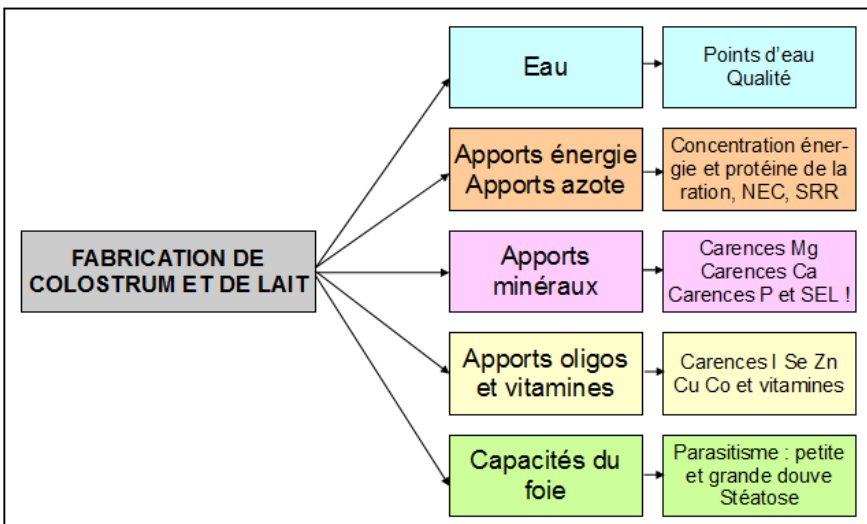 Eau
Points d'eau
Qualité
Apports énergie
Apports azote
Concentration éner-
gie et protéine de la
ration, NEC, SRR
FABRICATION DE
COLOSTRUM ET DE LAIT
Apports
minéraux
Carences Mg
Carences Ca
Carences P et SEL !
Apports oligos
et vitamines
Carences I Se Zn
Cu Co et vitamines
Capacités du
foie
Parasitisme : petite
et grande douve
Stéatose